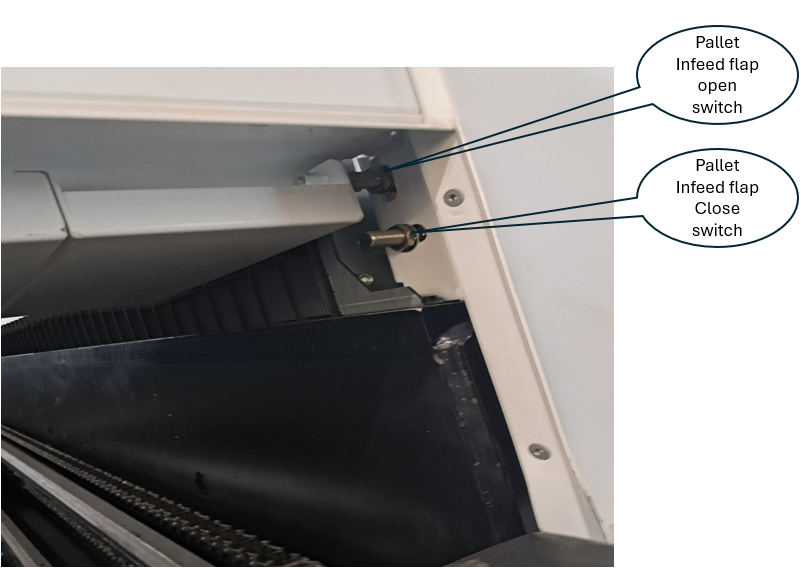 Pallet
Infeed flap
open
switch
Pallet
Infeed flap
Close
switch